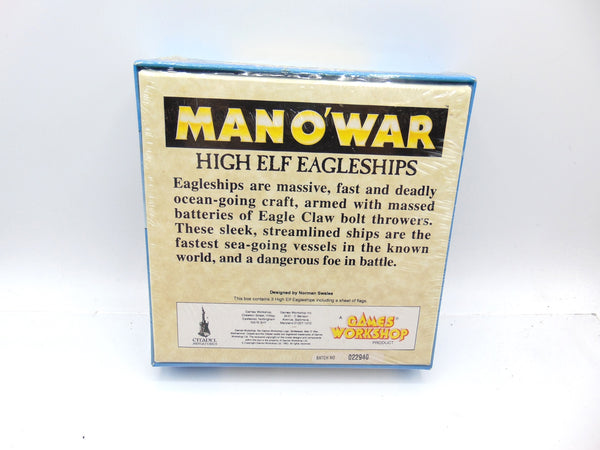 MAN O'WAR
HIGH ELF EAGLESHIPS
Eagleships are massive, fast and deadly
ocean-going craft, armed with massed
batteries of Eagle Claw bolt throwers.
These sleek, streamlined ships are the
fastest sea-going vessels in the known
world, and a dangerous foe in battle.
Designed by Norman Swales
This box contains 3 High Elf Eagleships including a sheet of flags.
CITADEL
MINIATURES
Games Workshop,
A
GAMES
WORKSHOP
PRODUCT
BATCH NO 022940